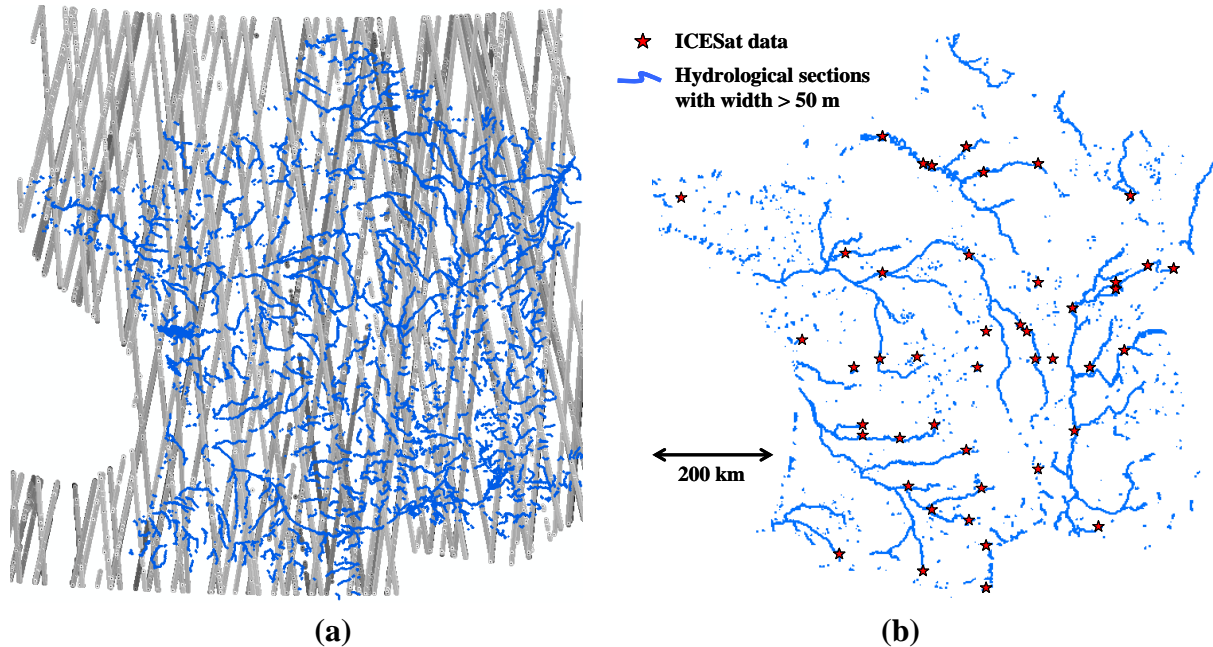 ICESat data
Hydrological sections
with width > 50 m
200 km
(a)
(b)